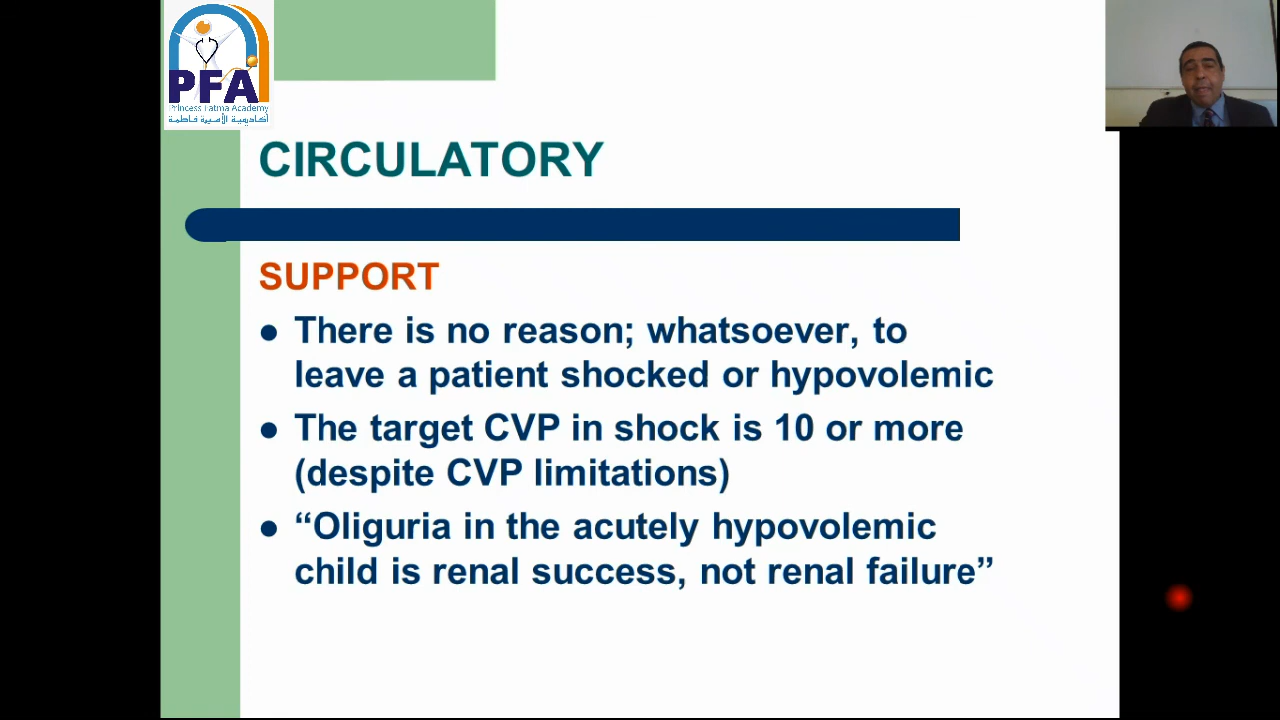 PFA
Princess Fatma Academy
أكاديمية الأميرة فاطمة
CIRCULATORY
SUPPORT
● There is no reason; whatsoever, to
leave a patient shocked or hypovolemic
● The target CVP in shock is 10 or more
(despite CVP limitations)
● “Oliguria in the acutely hypovolemic
child is renal success, not renal failure”